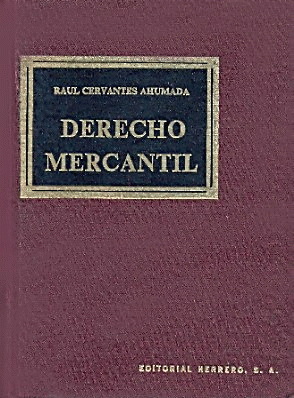 RAUL CERVANTES AHUMADA
DERECHO
MERCANTIL
EDITORIAL HERRERO, S. A.